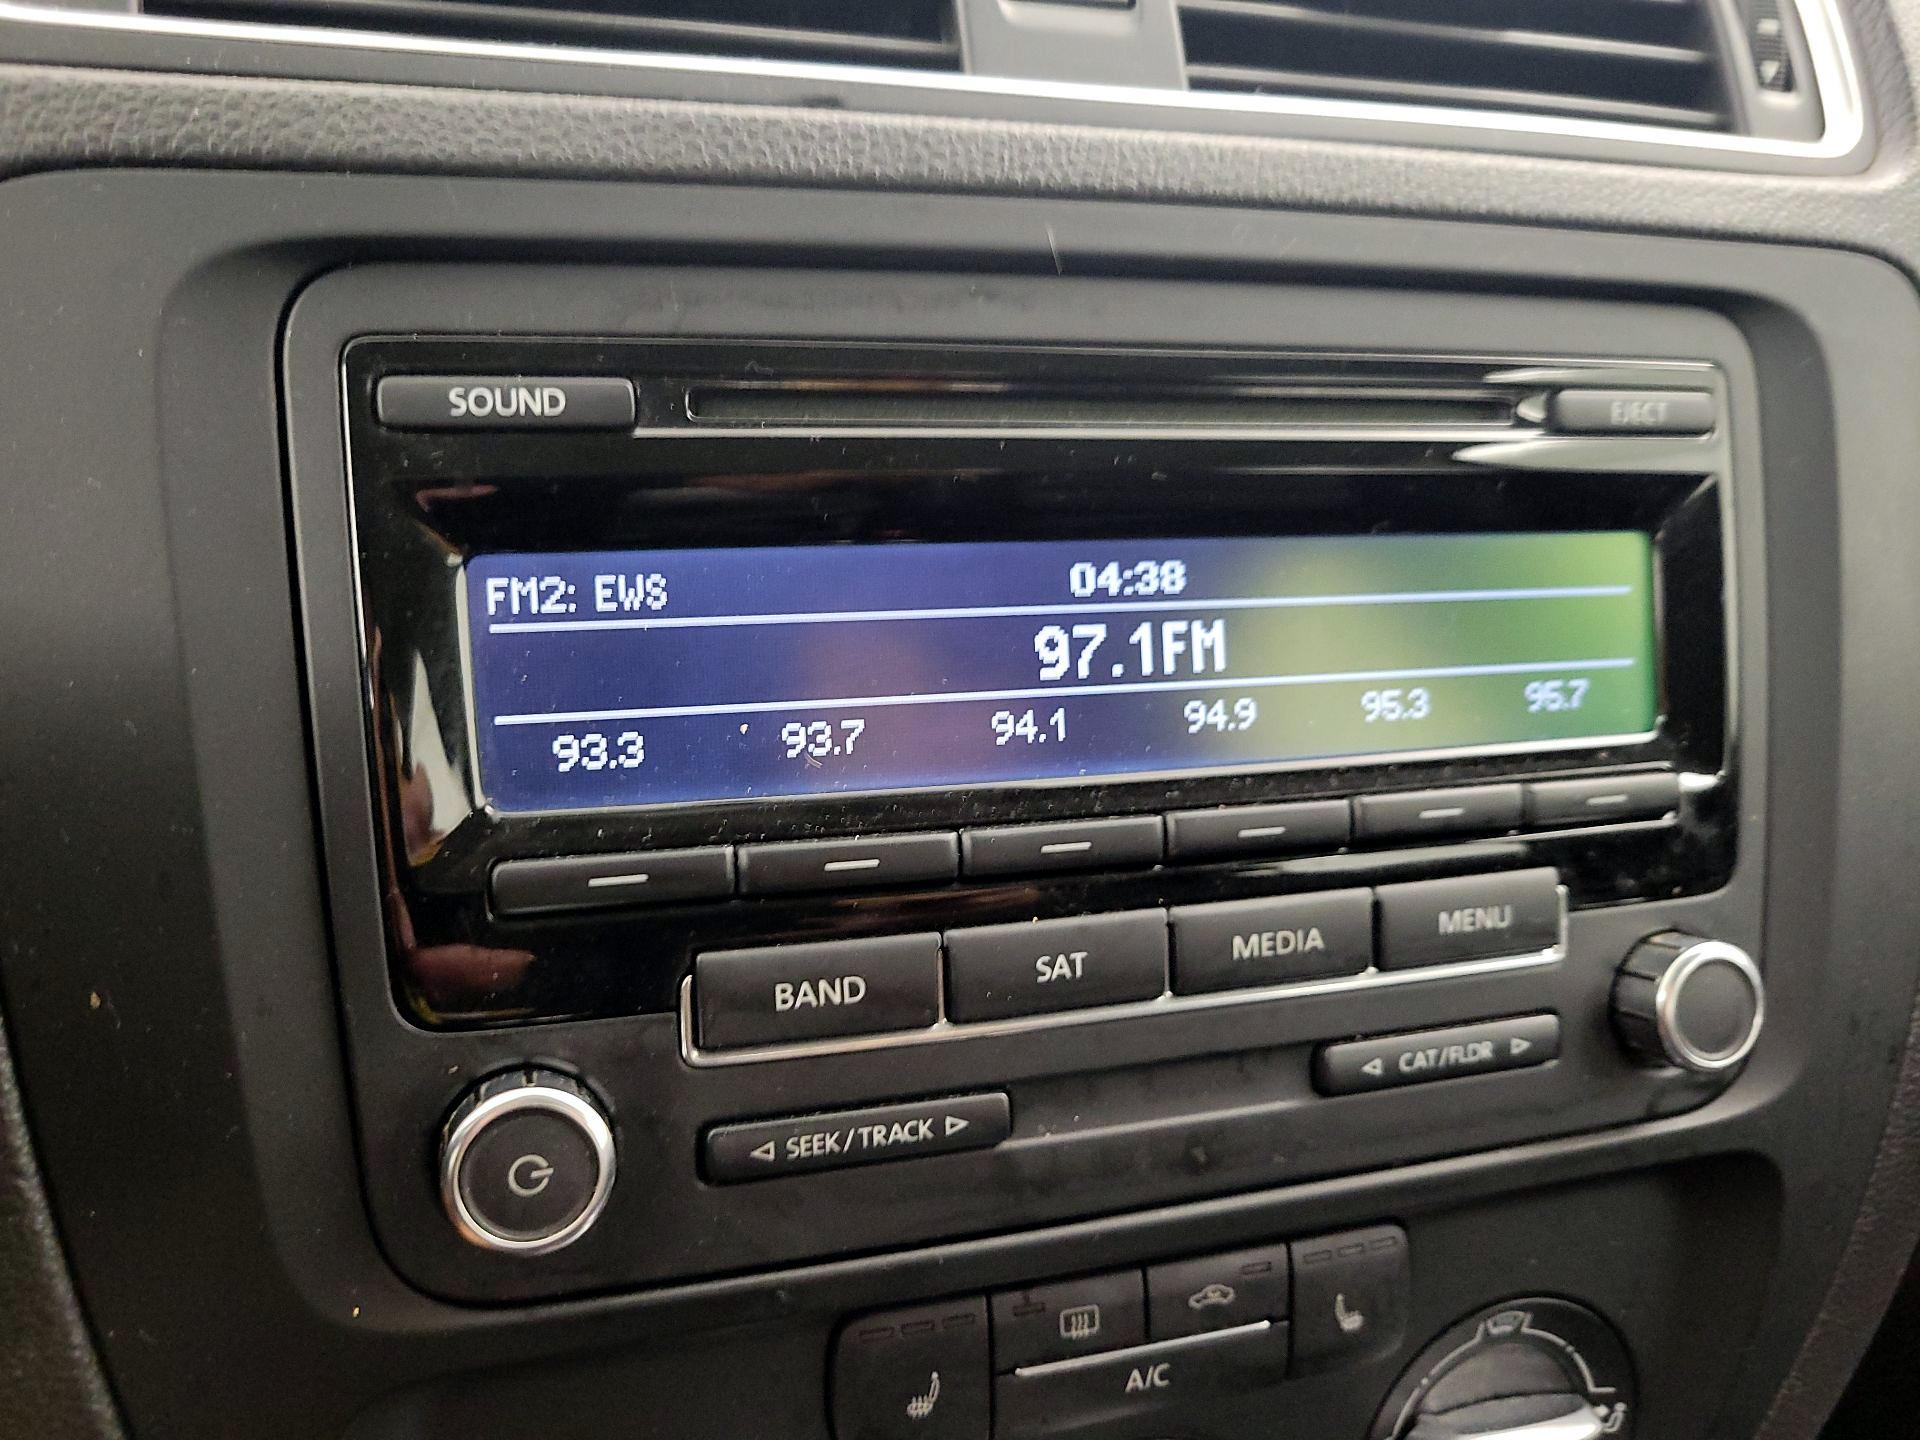 SOUND
EJECT
FM2: EWS 04:38
97.1FM
93.3 93.7 94.1 94.9 95.3 95.7
BAND SAT MEDIA MENU
SEEK/TRACK CAT/FLDR
A/C